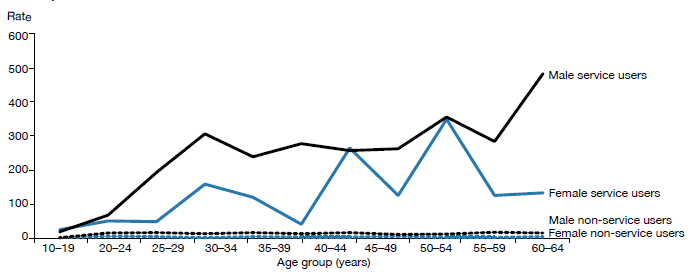 Rate
600
500
400
300
200
100
0
Male service users
Female service users
Male non-service users
Female non-service users
10–19 20–24 25–29 30–34 35–39 40–44 45–49 50–54 55–59 60–64
Age group (years)